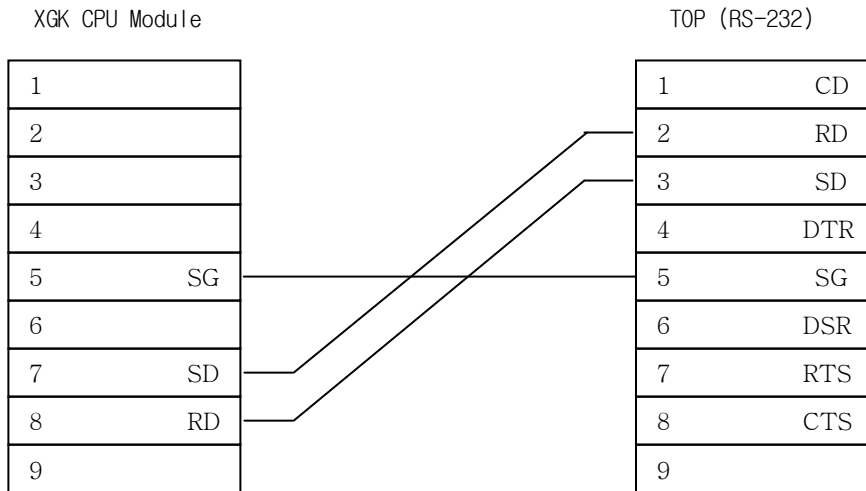 XGK CPU Module TOP (RS-232)
1 1 CD
2 2 RD
3 3 SD
4 4 DTR
5 SG 5 SG
6 6 DSR
7 SD 7 RTS
8 RD 8 CTS
9 9